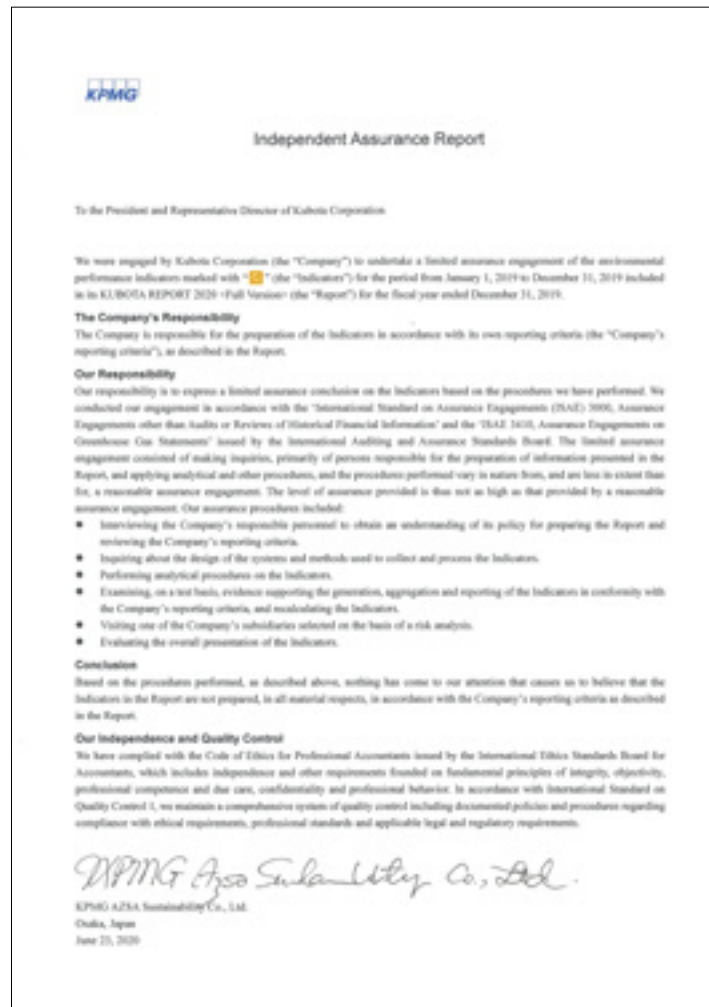 KPMG
Independent Assurance Report
To the President and Representative Director of Kubota Corporation
We were engaged by Kubota Corporation (the “Company”) to undertake a limited assurance engagement of the environmental
performance indicators marked with “ ” (the “Indicators”) for the period from January 1, 2019 to December 31, 2019 included
in its KUBOTA REPORT 2020 <Full Version> (the “Report”) for the fiscal year ended December 31, 2019.
The Company’s Responsibility
The Company is responsible for the preparation of the Indicators in accordance with its own reporting criteria (the “Company’s
reporting criteria”), as described in the Report.
Our Responsibility
Our responsibility is to express a limited assurance conclusion on the Indicators based on the procedures we have performed. We
conducted our engagement in accordance with the ‘International Standard on Assurance Engagements (ISAE) 3000, Assurance
Engagements other than Audits or Reviews of Historical Financial Information’ and the ‘ISAE 3410, Assurance Engagements on
Greenhouse Gas Statements’ issued by the International Auditing and Assurance Standards Board. The limited assurance
engagement consisted of making inquiries, primarily of persons responsible for the preparation of information presented in the
Report, and applying analytical and other procedures, and the procedures performed vary in nature from, and are less in extent than
for, a reasonable assurance engagement. The level of assurance provided is thus not as high as that provided by a reasonable
assurance engagement. Our assurance procedures included:
● Interviewing the Company’s responsible personnel to obtain an understanding of its policy for preparing the Report and
reviewing the Company’s reporting criteria.
● Inquiring about the design of the systems and methods used to collect and process the Indicators.
● Performing analytical procedures on the Indicators.
● Examining, on a test basis, evidence supporting the generation, aggregation and reporting of the Indicators in conformity with
the Company’s reporting criteria, and recalculating the Indicators.
● Visiting one of the Company’s subsidiaries selected on the basis of a risk analysis.
● Evaluating the overall presentation of the Indicators.
Conclusion
Based on the procedures performed, as described above, nothing has come to our attention that causes us to believe that the
Indicators in the Report are not prepared, in all material respects, in accordance with the Company’s reporting criteria as described
in the Report.
Our Independence and Quality Control
We have complied with the Code of Ethics for Professional Accountants issued by the International Ethics Standards Board for
Accountants, which includes independence and other requirements founded on fundamental principles of integrity, objectivity,
professional competence and due care, confidentiality and professional behavior. In accordance with International Standard on
Quality Control 1, we maintain a comprehensive system of quality control including documented policies and procedures regarding
compliance with ethical requirements, professional standards and applicable legal and regulatory requirements.
KPMG Azsa Sustainability Co., Ltd.
KPMG AZSA Sustainability Co., Ltd.
Osaka, Japan
June 23, 2020